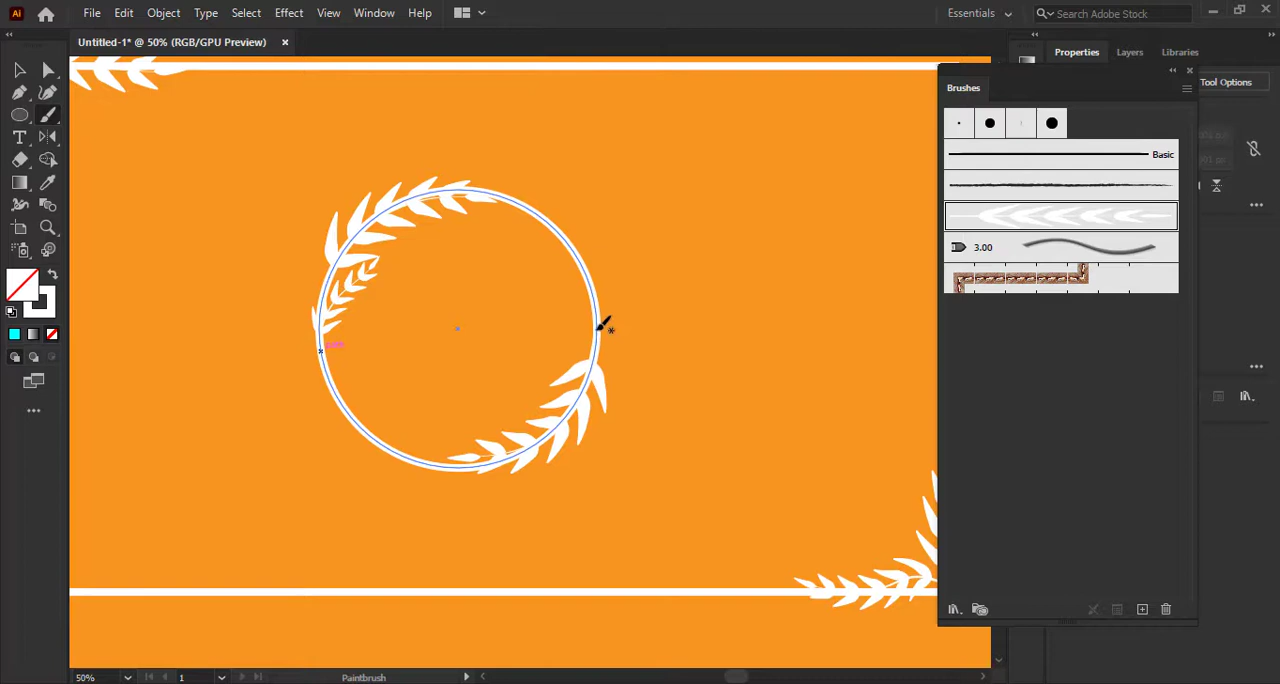 Ai File Edit Object Type Select Effect View Window Help Essentials Search Adobe Stock
Untitled-1* @ 50% (RGB/GPU Preview) × Properties Layers Libraries
Tool Options
Brushes
Basic
3.00
50% 1 Paintbrush